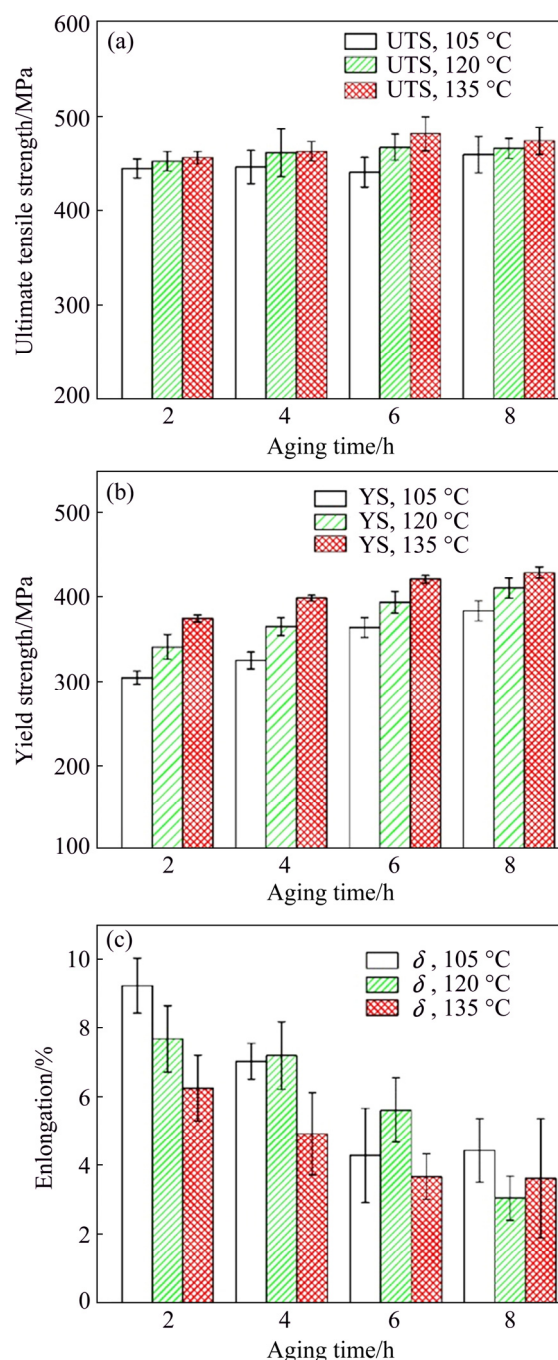 600
(a)
UTS, 105 °C
UTS, 120 °C
UTS, 135 °C
500
400
300
200
Ultimate tensile strength/MPa
2 4 6 8
Aging time/h
(b)
500
YS, 105 °C
YS, 120 °C
YS, 135 °C
400
300
200
100
Yield strength/MPa
2 4 6 8
Aging time/h
(c)
10
δ, 105 °C
δ, 120 °C
δ, 135 °C
8
6
4
2
0
Enlongation/%
2 4 6 8
Aging time/h